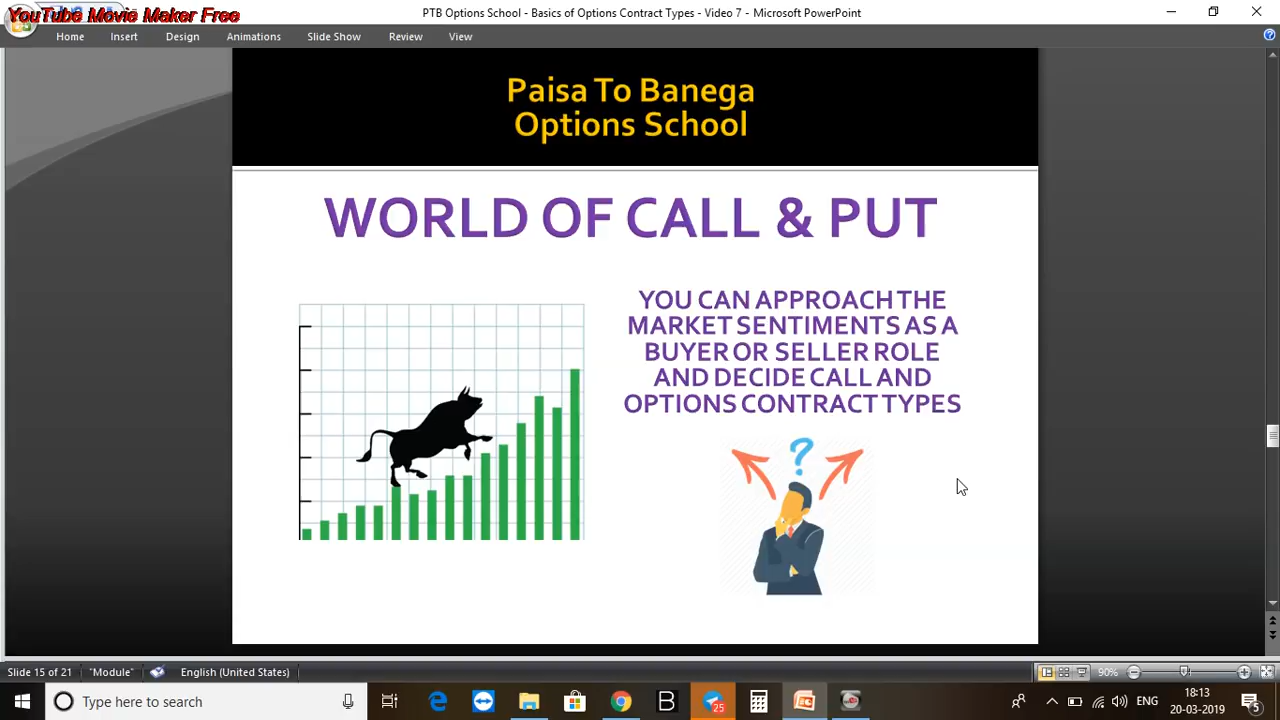 YouTube Movie Maker Free
PTB Options School - Basics of Options Contract Types - Video 7 - Microsoft PowerPoint
Home Insert Design Animations Slide Show Review View
Paisa To Banega
Options School
WORLD OF CALL & PUT
YOU CAN APPROACH THE
MARKET SENTIMENTS AS A
BUYER OR SELLER ROLE
AND DECIDE CALL AND
OPTIONS CONTRACT TYPES
?
Slide 15 of 21 "Module" English (United States) 90%
Type here to search
B
25
ENG
18:13
20-03-2019
5